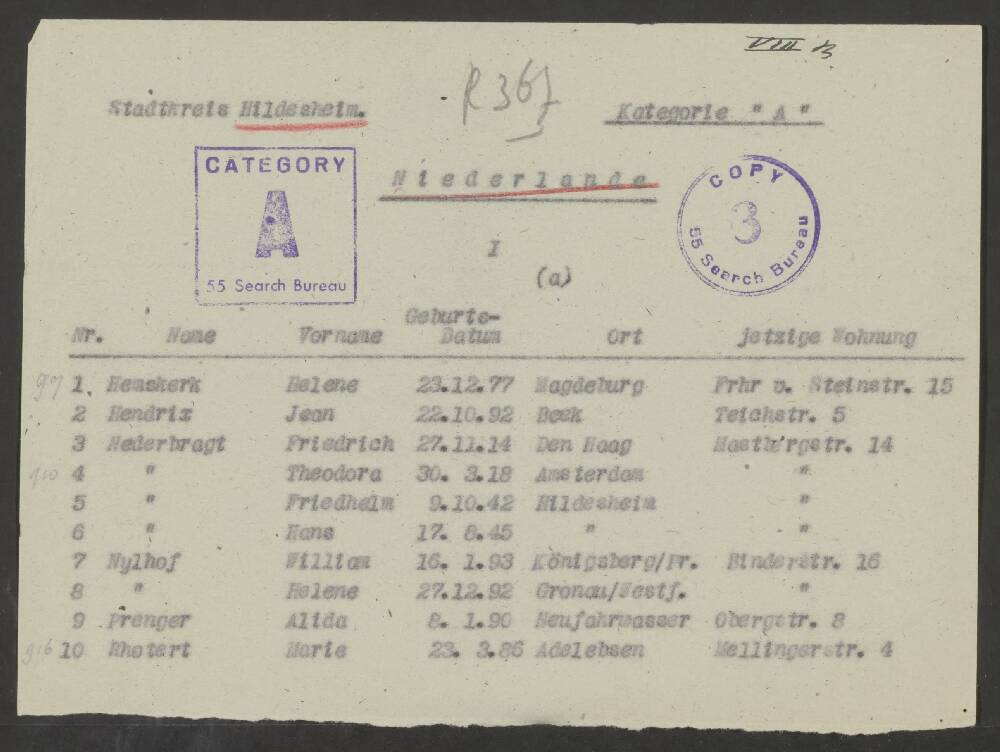 VIII B
R 367
Stadtkreis Hildesheim. Kategorie " A "
CATEGORY
A
55 Search Bureau
Niederlande
COPY
3
55 Search Bureau
I
(a)
Nr. Name Vorname Geburts-Datum Ort jetzige Wohnung
1. Hemskerk Helene 23.12.77 Magdeburg Frhr v. Steinstr. 15
2 Hendrix Jean 22.10.92 Beek Teichstr. 5
3 Nederbragt Friedrich 27.11.14 Den Haag Mastbergstr. 14
910 4 " Theodora 30. 3.18 Amsterdam "
5 " Friedhelm 9.10.42 Hildesheim "
6 " Hans 17. 8.45 " "
7 Nylhof William 16. 1.93 Königsberg/Pr. Binderstr. 16
8 " Helene 27.12.92 Gronau/Westf. "
9 Prenger Alida 8. 1.90 Neufahrwasser Obergstr. 8
916 10 Rhotert Marie 23. 3.86 Adelebsen Mellingerstr. 4